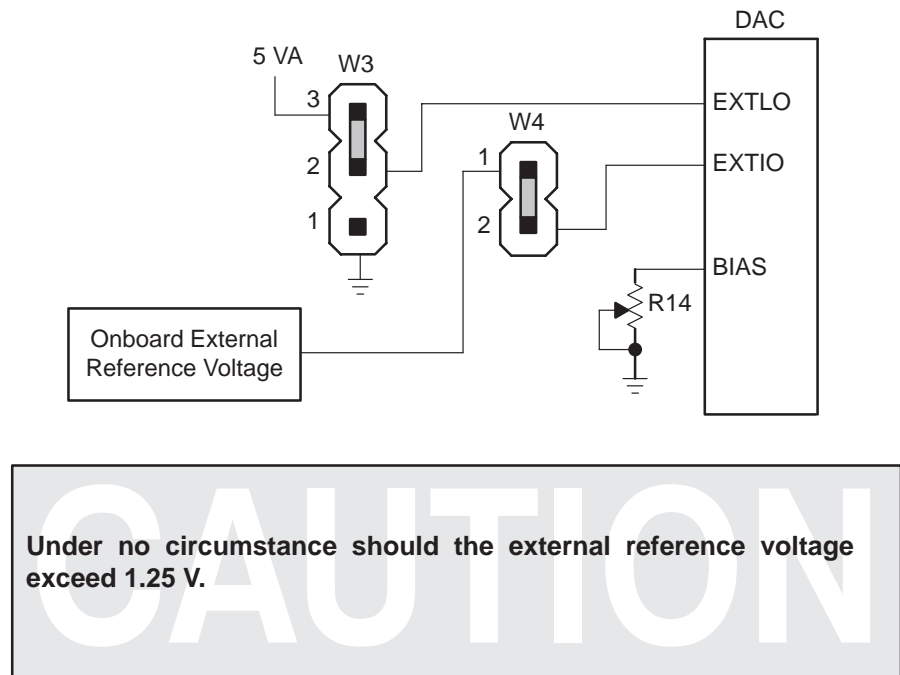 DAC
5 VA
W3
3
2
1
W4
1
2
EXTLO
EXTIO
BIAS
R14
Onboard External
Reference Voltage
CAUTION
Under no circumstance should the external reference voltage
exceed 1.25 V.